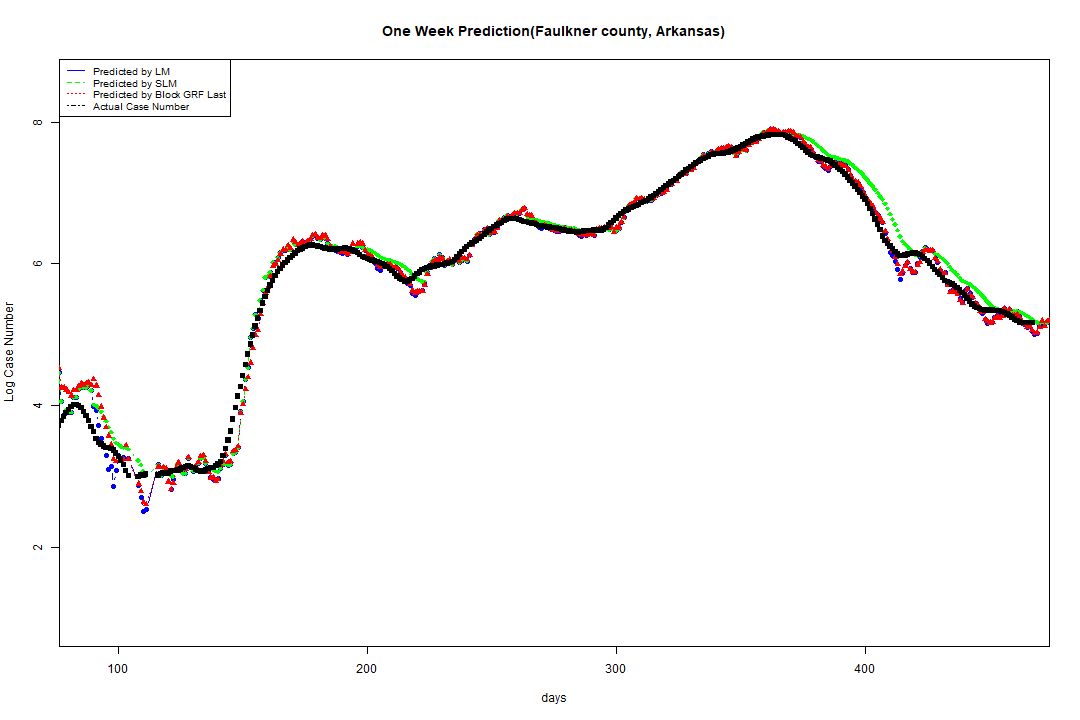 One Week Prediction(Faulkner county, Arkansas)
Predicted by LM
Predicted by SLM
Predicted by Block GRF Last
Actual Case Number
8
6
4
2
Log Case Number
100 200 300 400
days